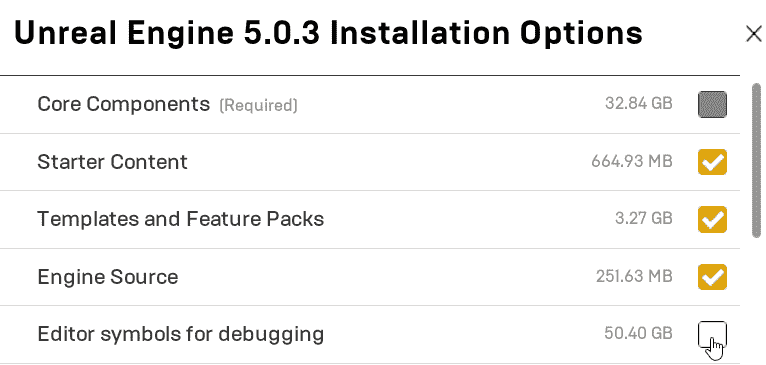 Unreal Engine 5.0.3 Installation Options
Core Components (Required) 32.84 GB
Starter Content 664.93 MB
Templates and Feature Packs 3.27 GB
Engine Source 251.63 MB
Editor symbols for debugging 50.40 GB